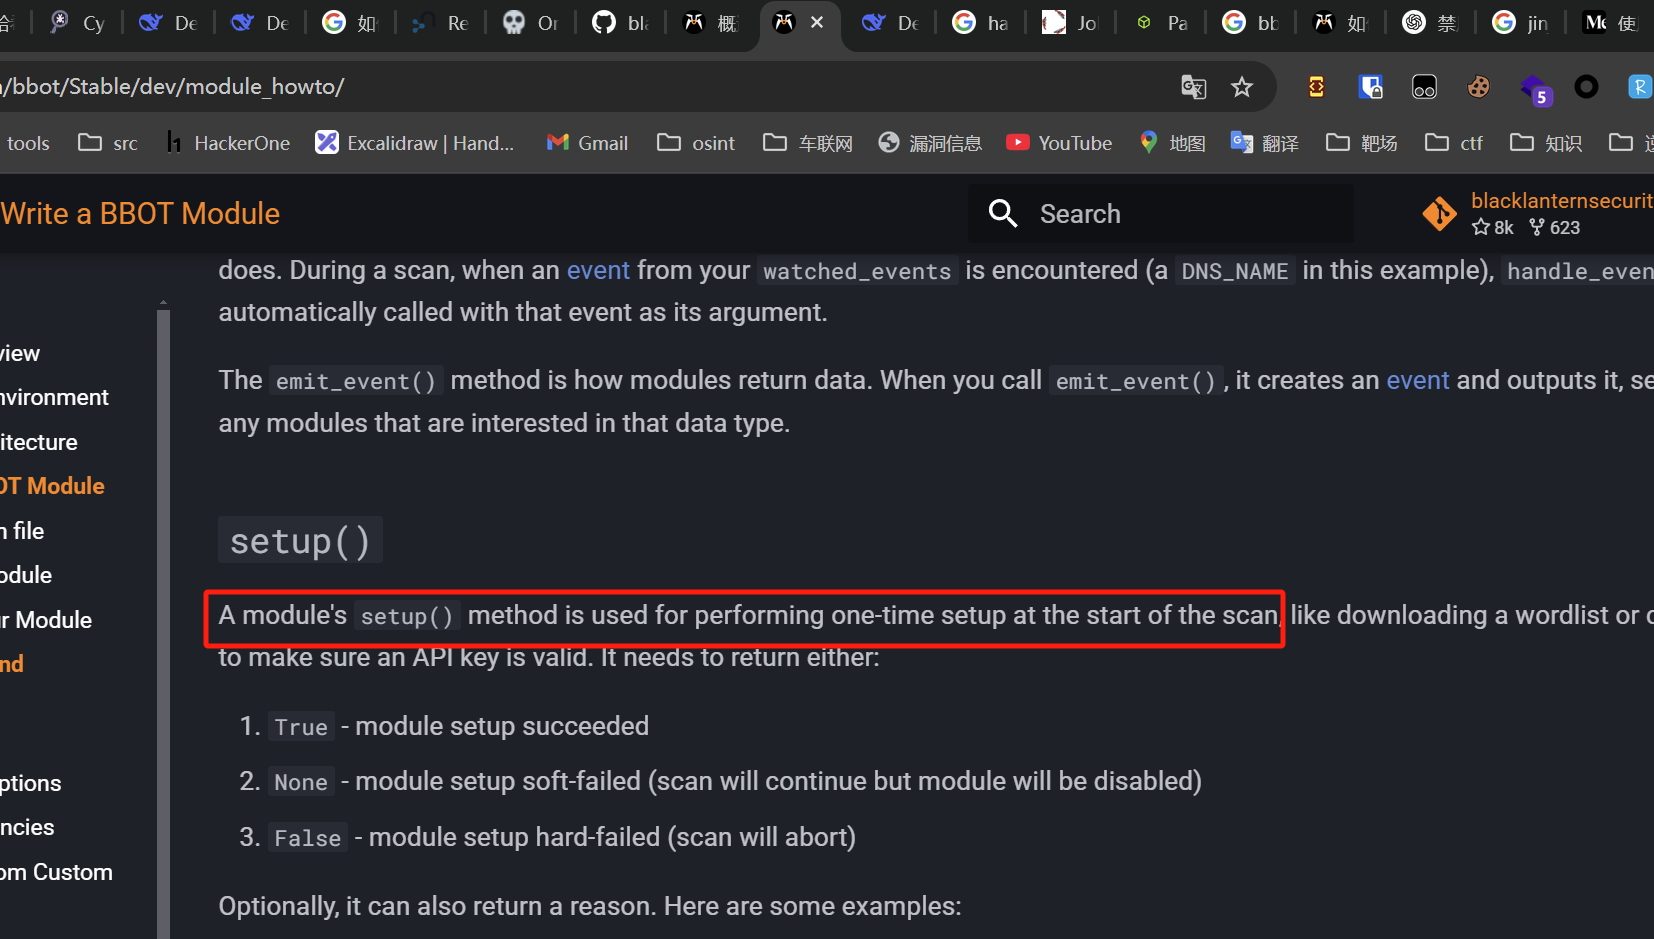 Cy
De
De
如
Re
Or
bla
概
De
ha
Jo
Pa
bb
如
禁
jin
使
/bbot/Stable/dev/module_howto/
5
tools
src
HackerOne
Excalidraw | Hand...
Gmail
osint
车联网
漏洞信息
YouTube
地图
翻译
靶场
ctf
知识
Write a BBOT Module
Search
blacklanternsecurit
8k 623
does. During a scan, when an event from your watched_events is encountered (a DNS_NAME in this example), handle_even
automatically called with that event as its argument.
The emit_event() method is how modules return data. When you call emit_event(), it creates an event and outputs it, se
any modules that are interested in that data type.
view
nvironment
itecture
OT Module
n file
odule
r Module
nd
ptions
ncies
om Custom
setup()
A module's setup() method is used for performing one-time setup at the start of the scan, like downloading a wordlist or
to make sure an API key is valid. It needs to return either:
1. True - module setup succeeded
2. None - module setup soft-failed (scan will continue but module will be disabled)
3. False - module setup hard-failed (scan will abort)
Optionally, it can also return a reason. Here are some examples: